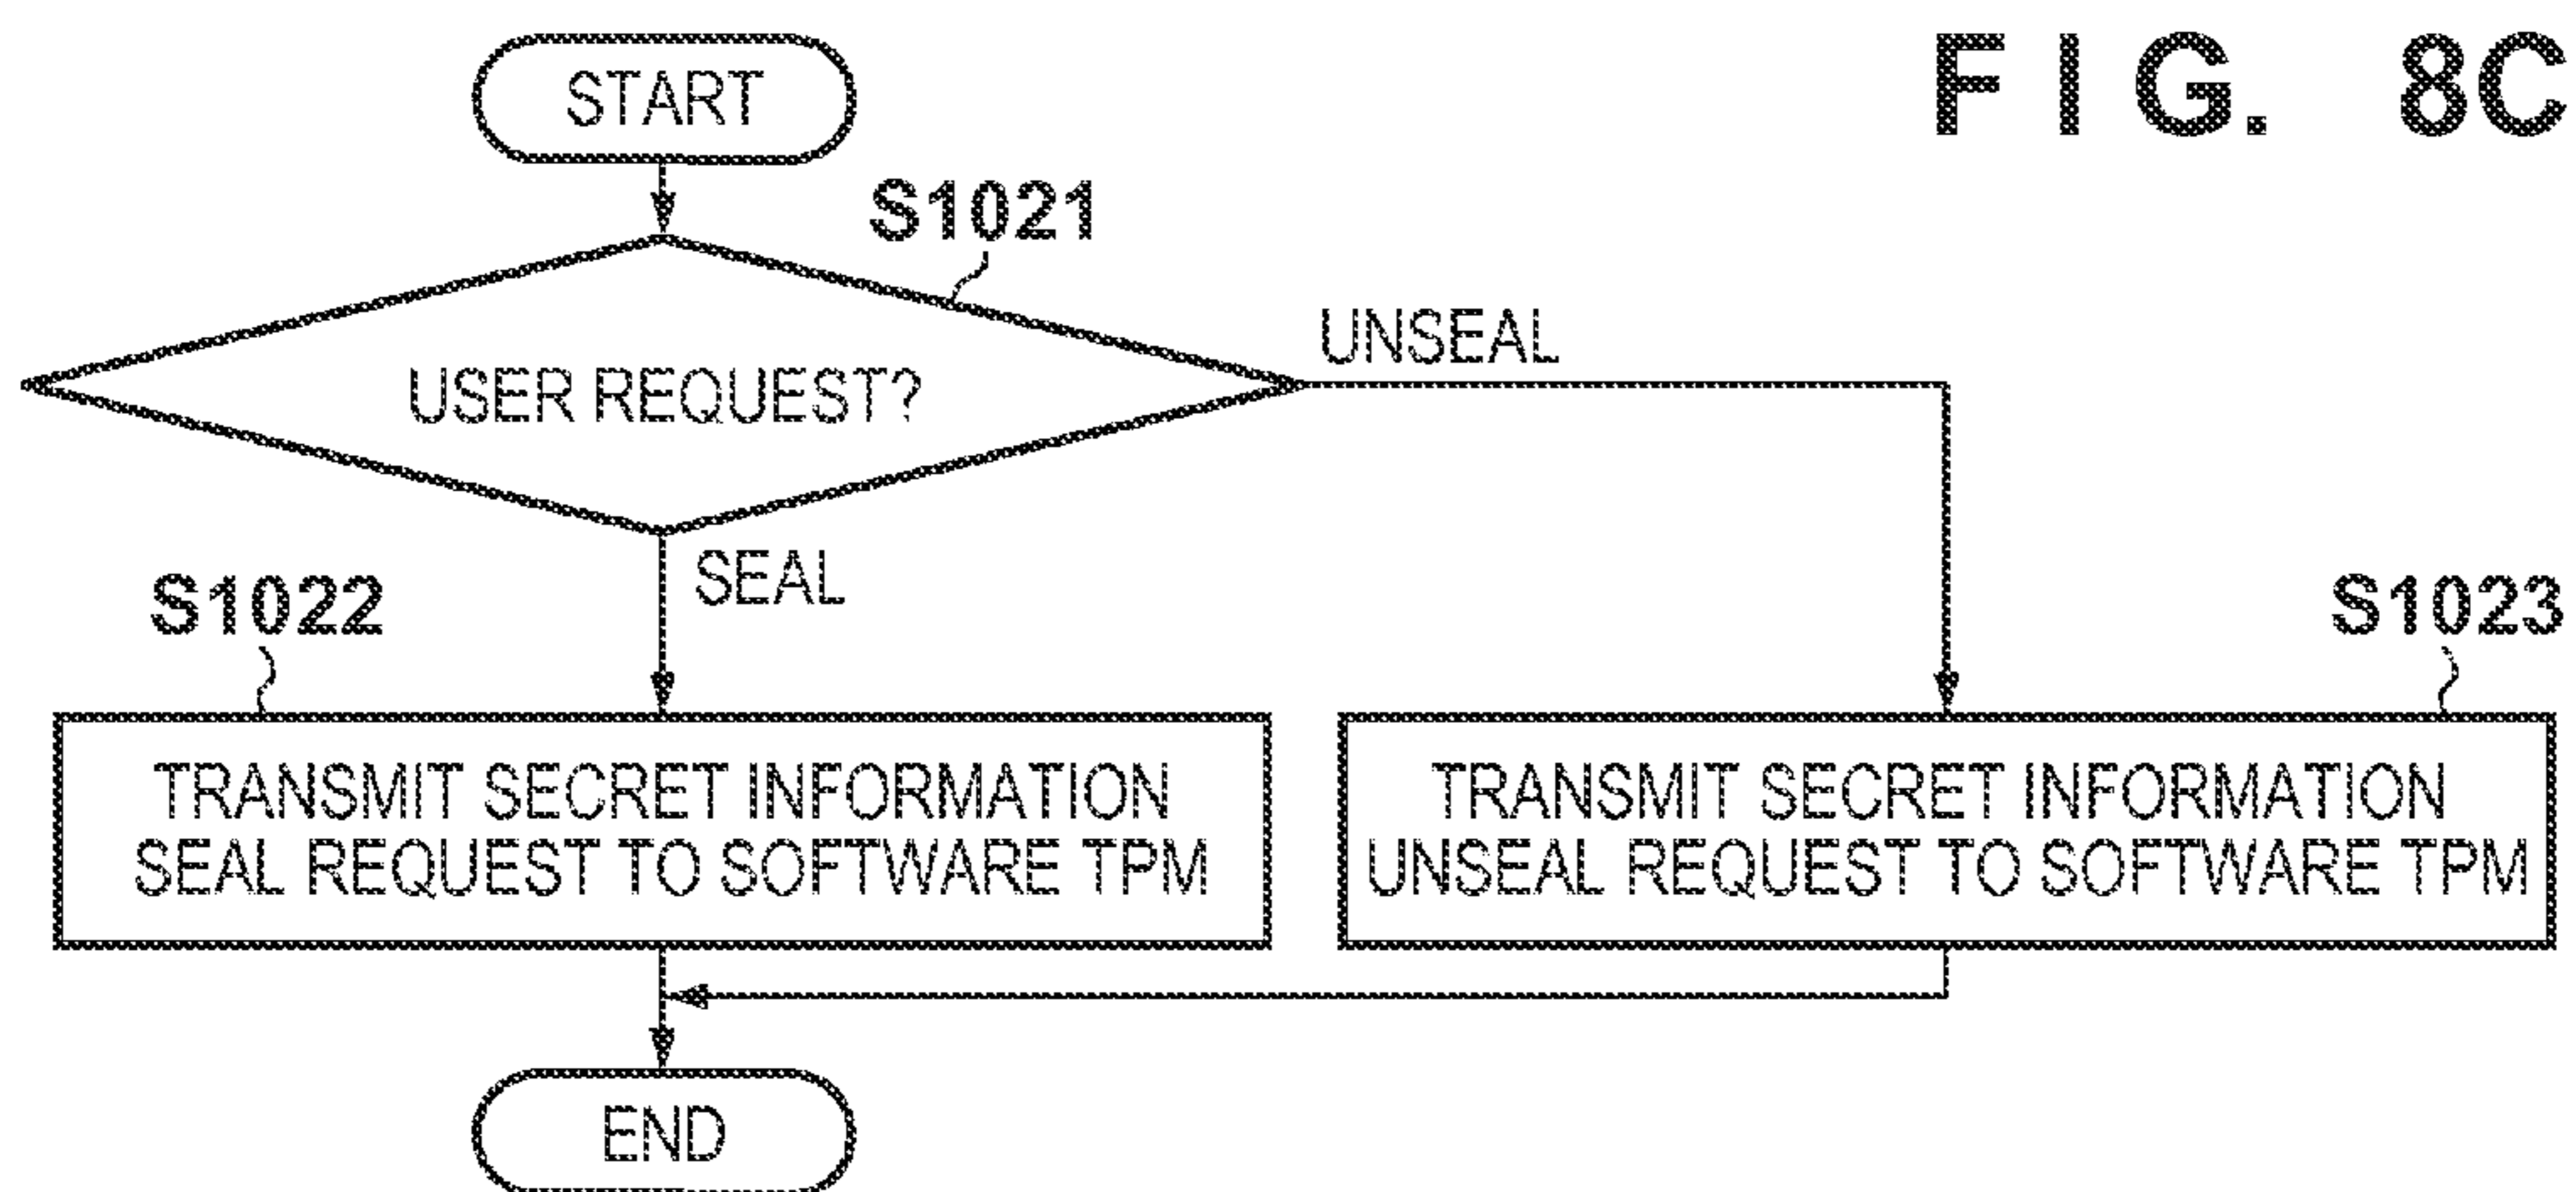 FIG. 8C
START
S1021
UNSEAL
USER REQUEST?
SEAL
S1022
S1023
TRANSMIT SECRET INFORMATION
SEAL REQUEST TO SOFTWARE TPM
TRANSMIT SECRET INFORMATION
UNSEAL REQUEST TO SOFTWARE TPM
END